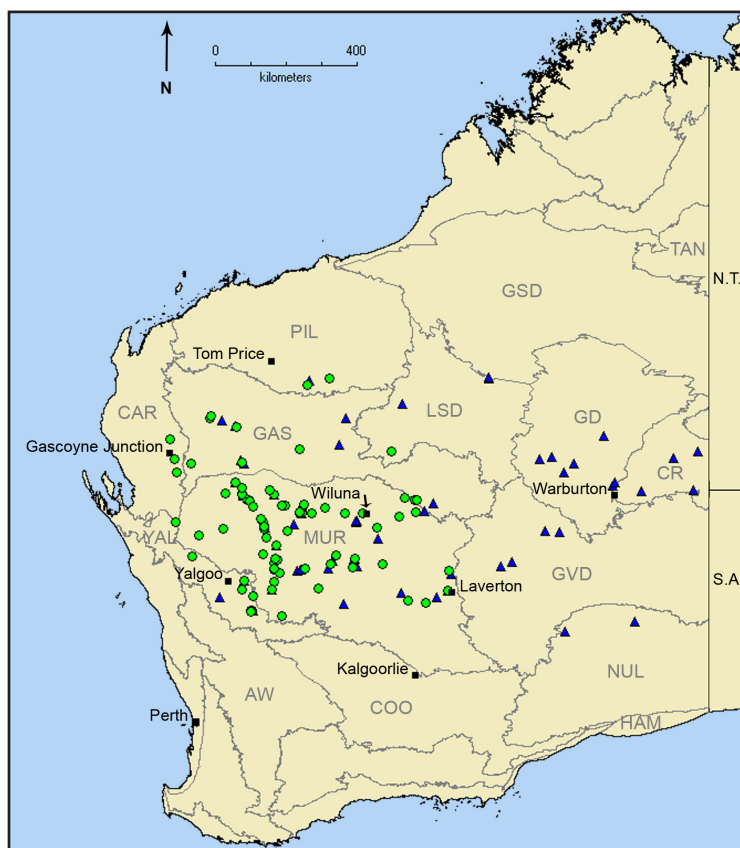 0 400
kilometers
N
TAN
GSD
N.T.
PIL
Tom Price
CAR
LSD
GD
GAS
Gascoyne Junction
CR
Wiluna
Warburton
YAL
MUR
Yalgoo
GVD
S.A
Laverton
Kalgoorlie
NUL
AW
COO
Perth
HAM